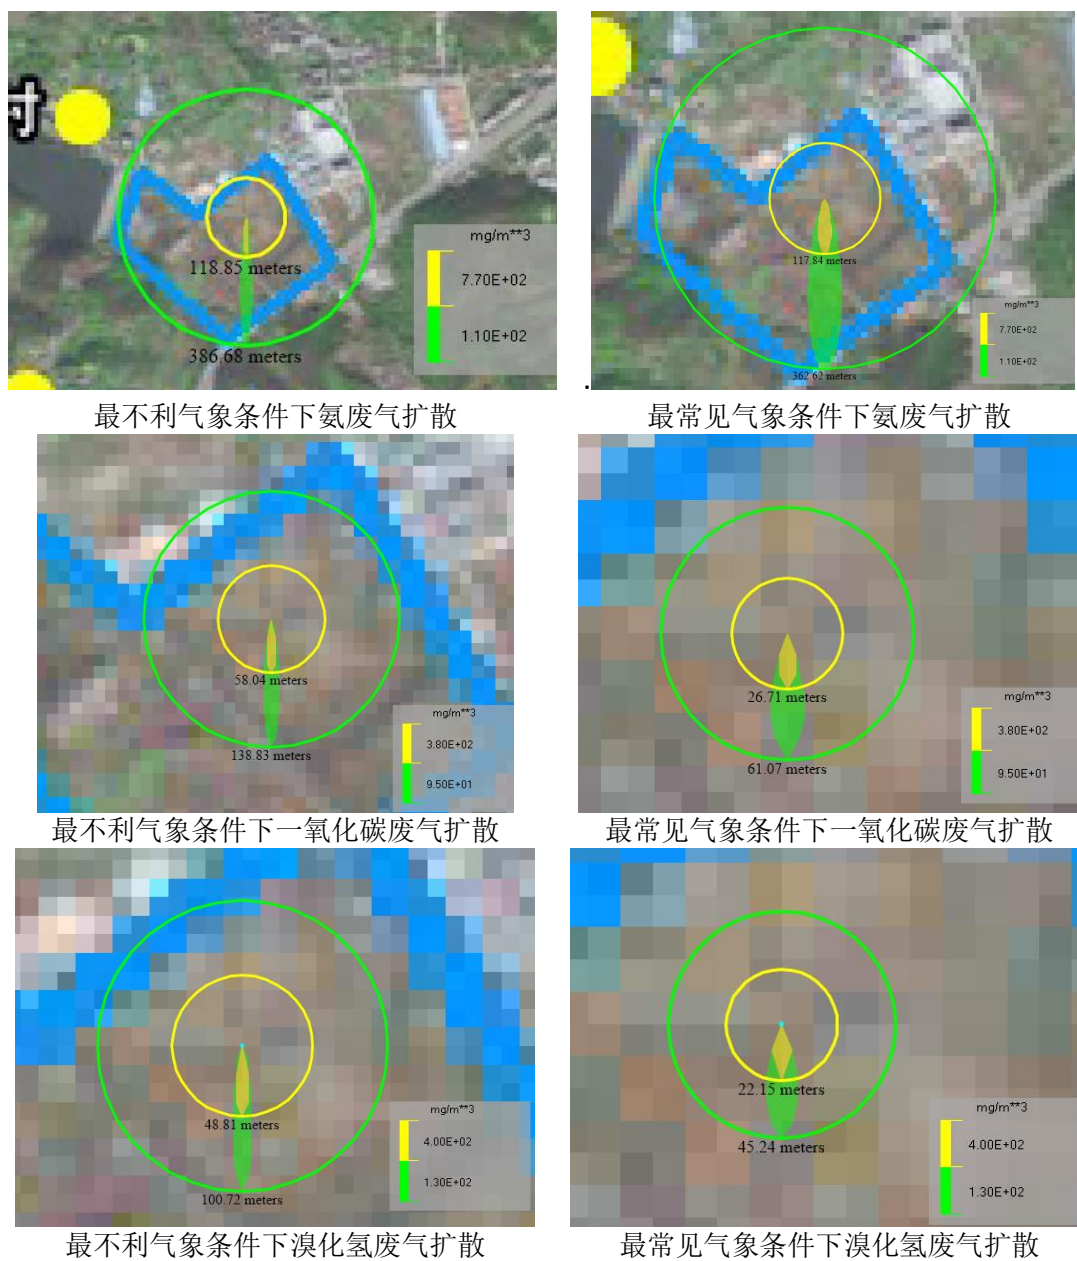 村
mg/m**3
7.70E+02
1.10E+02
118.85 meters
386.68 meters
mg/m**3
7.70E+02
1.10E+02
117.84 meters
362.62 meters
.
最不利气象条件下氨废气扩散
最常见气象条件下氨废气扩散
58.04 meters
138.83 meters
mg/m**3
3.80E+02
9.50E+01
26.71 meters
61.07 meters
mg/m**3
3.80E+02
9.50E+01
最不利气象条件下一氧化碳废气扩散
最常见气象条件下一氧化碳废气扩散
48.81 meters
100.72 meters
mg/m**3
4.00E+02
1.30E+02
22.15 meters
45.24 meters
mg/m**3
4.00E+02
1.30E+02
最不利气象条件下溴化氢废气扩散
最常见气象条件下溴化氢废气扩散